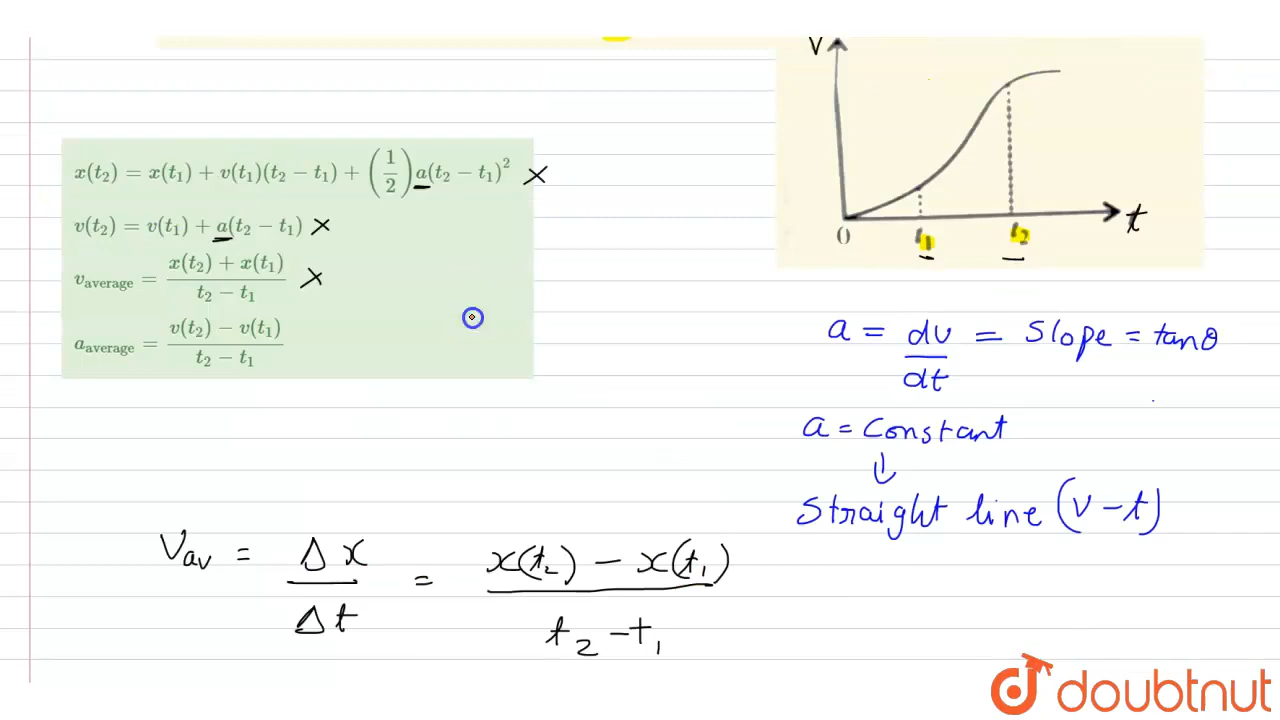 x(t₂) = x(t₁) + v(t₁)(t₂ − t₁) + (1/2)a(t₂ − t₁)² ×
v(t₂) = v(t₁) + a(t₂ − t₁) ×
v_average = (x(t₂) + x(t₁))/(t₂ − t₁) ×
a_average = (v(t₂) − v(t₁))/(t₂ − t₁)
V
0 t₁ t₂ t
a = dv/dt = Slope = tanθ
a = Constant
↓
Straight line (v − t)
Vav = Δx/Δt = (x(t₂) − x(t₁))/(t₂ − t₁)
doubtnut